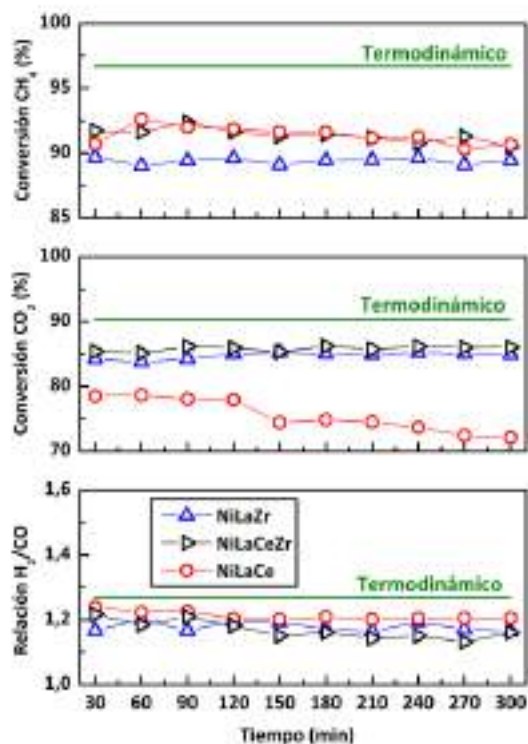 100
95
90
85
Conversión CH₄ (%)
Termodinámico
100
90
80
70
Conversión CO₂ (%)
Termodinámico
1,6
1,4
1,2
1,0
Relación H₂/CO
NiLaZr
NiLaCeZr
NiLaCe
Termodinámico
30 60 90 120 150 180 210 240 270 300
Tiempo (min)